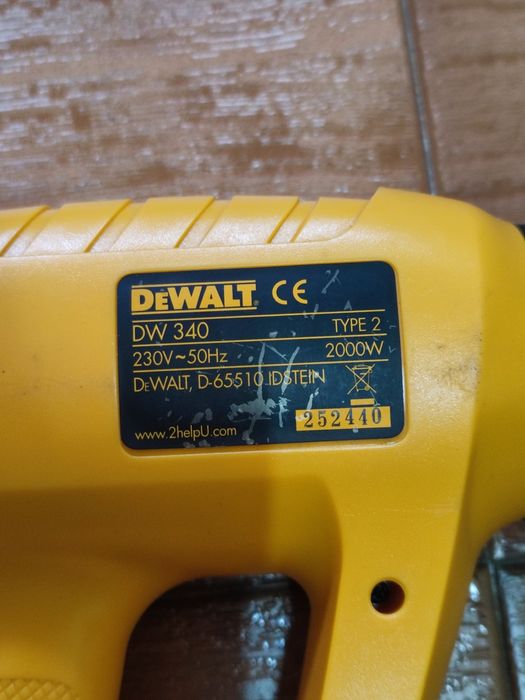 DEWALT CE
DW 340 TYPE 2
230V~50Hz 2000W
DEWALT, D-65510 IDSTEIN
252440
www.2helpU.com